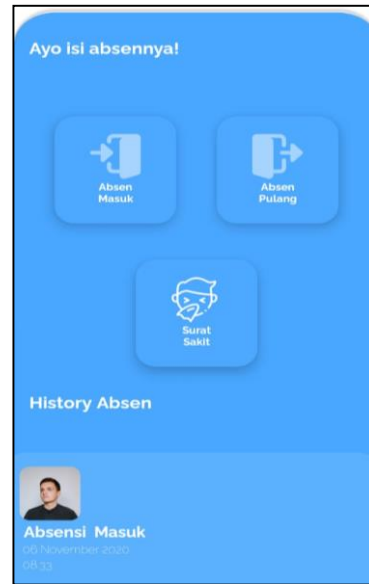 Ayo isi absennya!
Absen
Masuk
Absen
Pulang
Surat
Sakit
History Absen
Absensi Masuk
06 November 2020
08.33